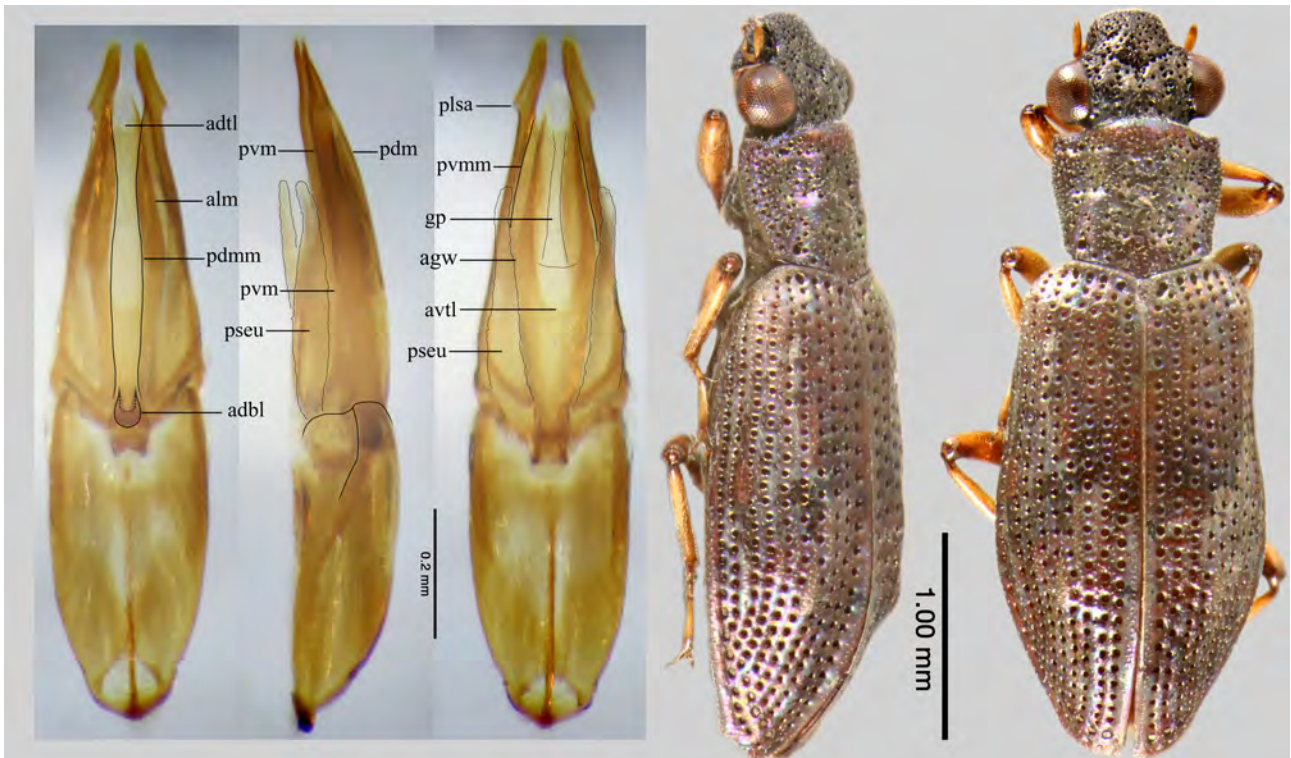 adtl
alm
pdmm
adbl
pvm
pdm
pvm
pseu
plsa
pvmm
gp
agw
avtl
pseu
0.2 mm
1.00 mm